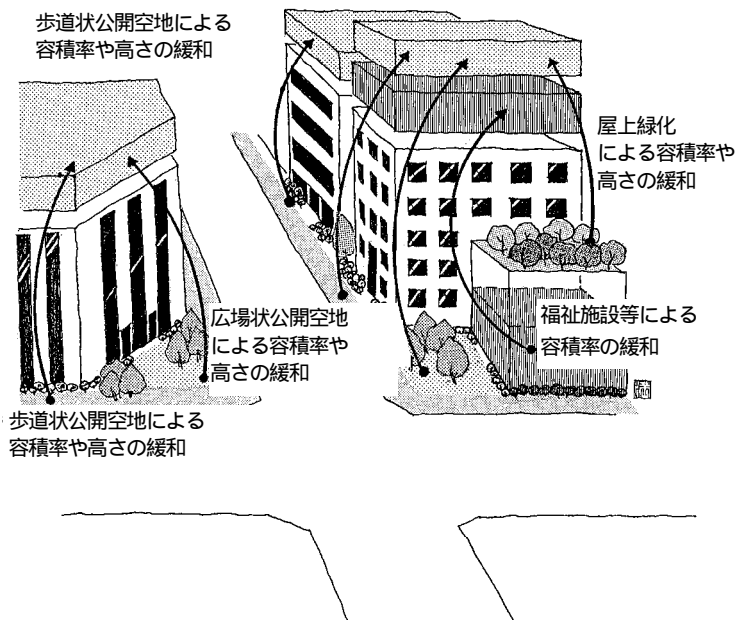 歩道状公開空地による
容積率や高さの緩和
屋上緑化
による容積率や
高さの緩和
広場状公開空地
による容積率や
高さの緩和
福祉施設等による
容積率の緩和
歩道状公開空地による
容積率や高さの緩和